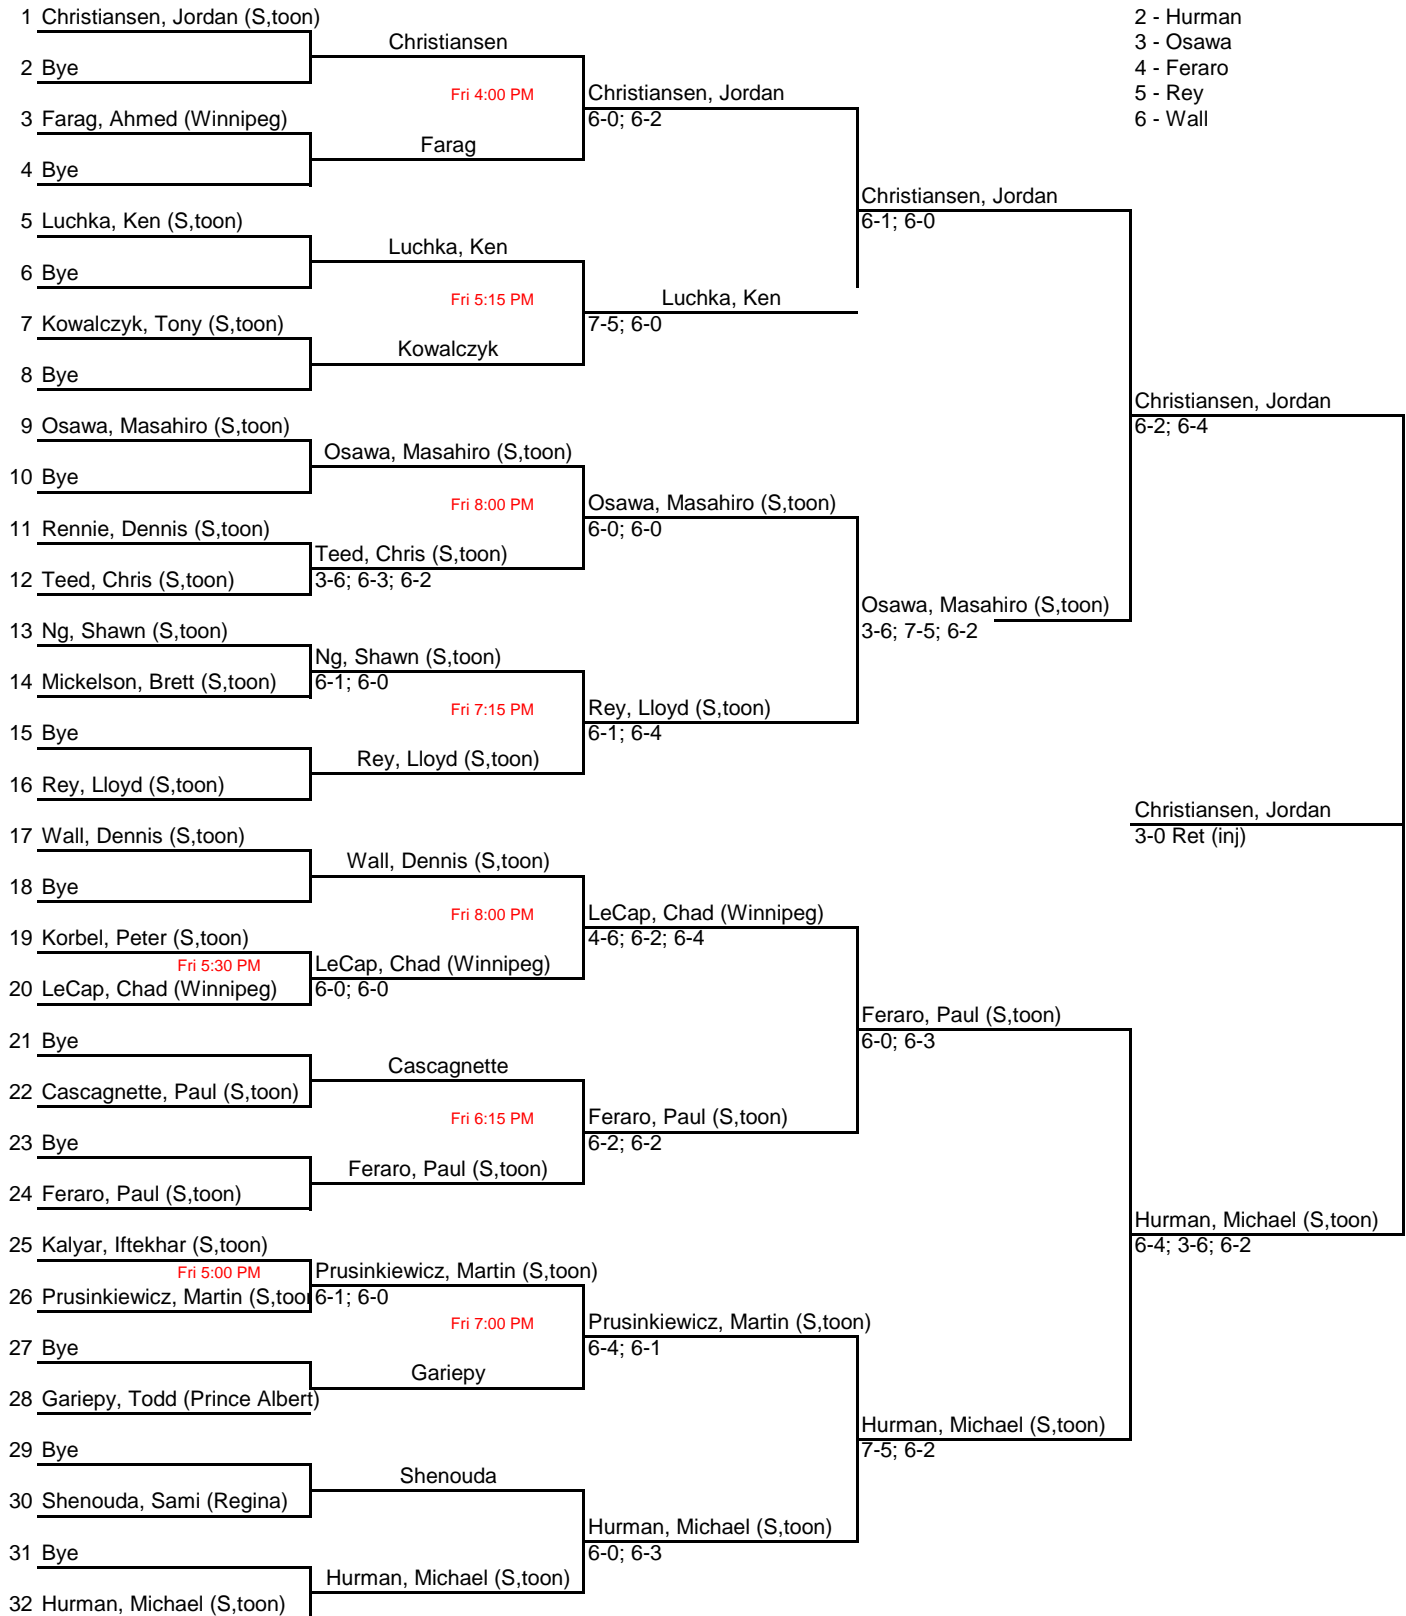 1 Christiansen, Jordan (S,toon)
2 - Hurman
Christiansen
3 - Osawa
2 Bye
4 - Feraro
Fri 4:00 PM
Christiansen, Jordan
5 - Rey
3 Farag, Ahmed (Winnipeg)
6-0; 6-2
6 - Wall
Farag
4 Bye
Christiansen, Jordan
5 Luchka, Ken (S,toon)
6-1; 6-0
Luchka, Ken
6 Bye
Fri 5:15 PM
Luchka, Ken
7 Kowalczyk, Tony (S,toon)
7-5; 6-0
Kowalczyk
8 Bye
Christiansen, Jordan
9 Osawa, Masahiro (S,toon)
6-2; 6-4
Osawa, Masahiro (S,toon)
10 Bye
Fri 8:00 PM
Osawa, Masahiro (S,toon)
11 Rennie, Dennis (S,toon)
6-0; 6-0
Teed, Chris (S,toon)
12 Teed, Chris (S,toon)
3-6; 6-3; 6-2
Osawa, Masahiro (S,toon)
13 Ng, Shawn (S,toon)
3-6; 7-5; 6-2
Ng, Shawn (S,toon)
14 Mickelson, Brett (S,toon)
6-1; 6-0
Fri 7:15 PM
Rey, Lloyd (S,toon)
15 Bye
6-1; 6-4
Rey, Lloyd (S,toon)
16 Rey, Lloyd (S,toon)
Christiansen, Jordan
17 Wall, Dennis (S,toon)
3-0 Ret (inj)
Wall, Dennis (S,toon)
18 Bye
Fri 8:00 PM
LeCap, Chad (Winnipeg)
19 Korbel, Peter (S,toon)
4-6; 6-2; 6-4
Fri 5:30 PM
LeCap, Chad (Winnipeg)
20 LeCap, Chad (Winnipeg)
6-0; 6-0
Feraro, Paul (S,toon)
21 Bye
6-0; 6-3
Cascagnette
22 Cascagnette, Paul (S,toon)
Fri 6:15 PM
Feraro, Paul (S,toon)
23 Bye
6-2; 6-2
Feraro, Paul (S,toon)
24 Feraro, Paul (S,toon)
Hurman, Michael (S,toon)
25 Kalyar, Iftekhar (S,toon)
6-4; 3-6; 6-2
Fri 5:00 PM
Prusinkiewicz, Martin (S,toon)
26 Prusinkiewicz, Martin (S,toon
6-1; 6-0
Fri 7:00 PM
Prusinkiewicz, Martin (S,toon)
27 Bye
6-4; 6-1
Gariepy
28 Gariepy, Todd (Prince Albert)
Hurman, Michael (S,toon)
29 Bye
7-5; 6-2
Shenouda
30 Shenouda, Sami (Regina)
Hurman, Michael (S,toon)
31 Bye
6-0; 6-3
Hurman, Michael (S,toon)
32 Hurman, Michael (S,toon)